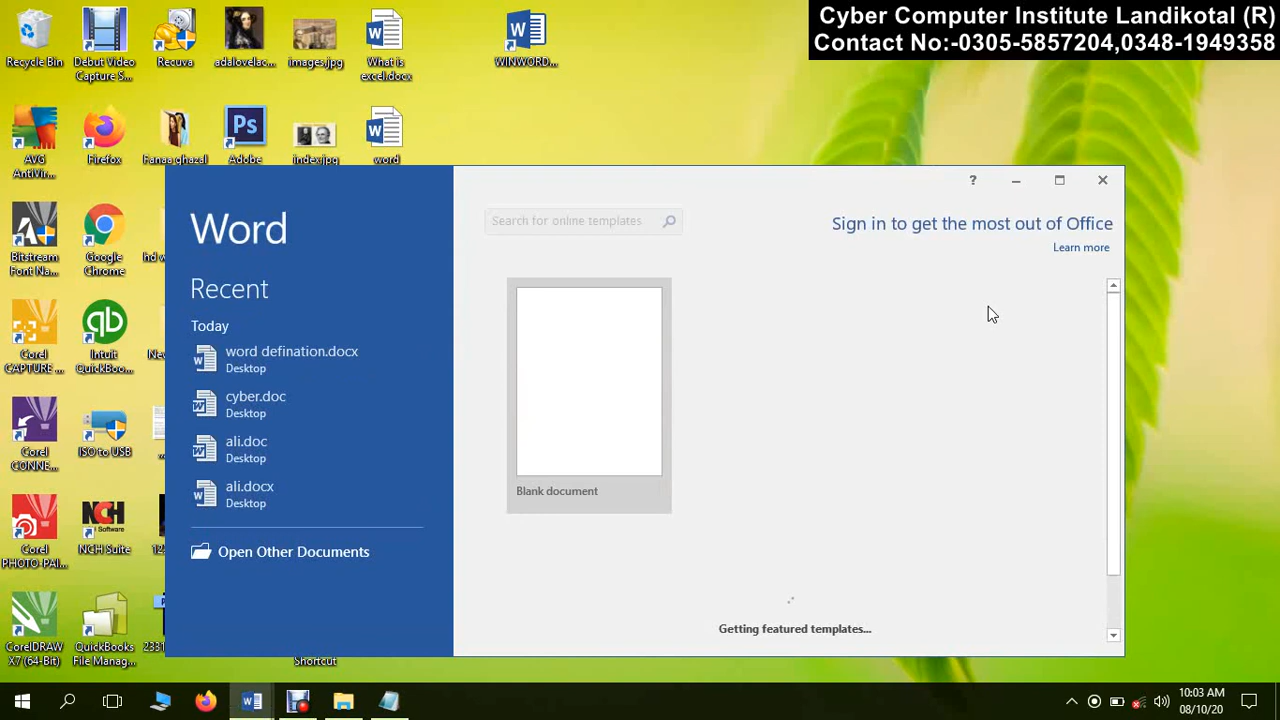 Cyber Computer Institute Landikotal (R)
Contact No:-0305-5857204,0348-1949358
Recycle Bin
Debut Video
Capture S...
Recuva
adalovelac...
images.jpg
What is
excel.docx
WINWORD...
AVG
AntiVir...
Firefox
Fanaa ghazal
Adobe
index.jpg
word
Bitstream
Font Na...
Google
Chrome
hd w
Corel
CAPTURE ...
Intuit
QuickBoo...
Corel
CONNE...
ISO to USB
Corel
PHOTO-PAI...
NCH
NCH Suite
CorelDRAW
X7 (64-Bit)
QuickBooks
File Manag...
Shortcut
Word
Recent
Today
word defination.docx
Desktop
cyber.doc
Desktop
ali.doc
Desktop
ali.docx
Desktop
Open Other Documents
Search for online templates
Sign in to get the most out of Office
Learn more
Blank document
Getting featured templates...
10:03 AM
08/10/20